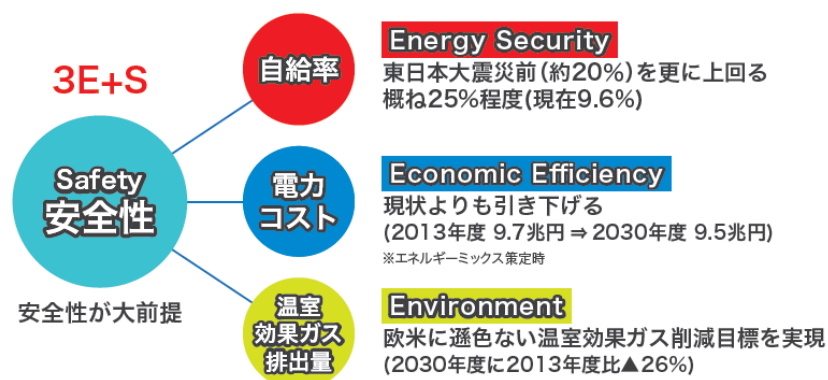 3E+S
Safety
安全性
安全性が大前提
自給率
Energy Security
東日本大震災前(約20%)を更に上回る
概ね25%程度(現在9.6%)
電力
コスト
Economic Efficiency
現状よりも引き下げる
(2013年度 9.7兆円 ⇒ 2030年度 9.5兆円)
※エネルギーミックス策定時
温室
効果ガス
排出量
Environment
欧米に遜色ない温室効果ガス削減目標を実現
(2030年度に2013年度比▲26%)